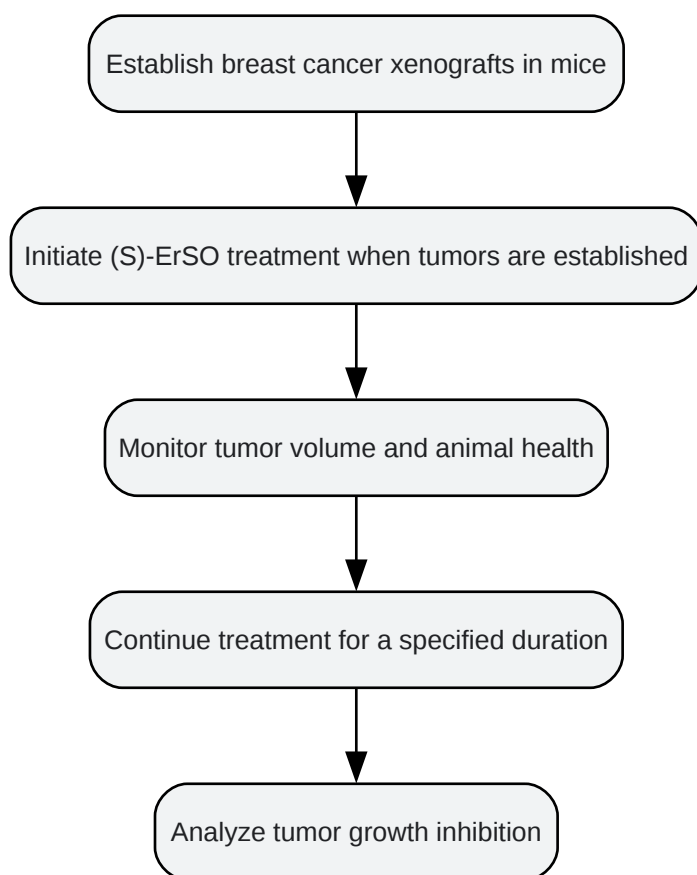 Establish breast cancer xenografts in mice
Initiate (S)-ErSO treatment when tumors are established
Monitor tumor volume and animal health
Continue treatment for a specified duration
Analyze tumor growth inhibition